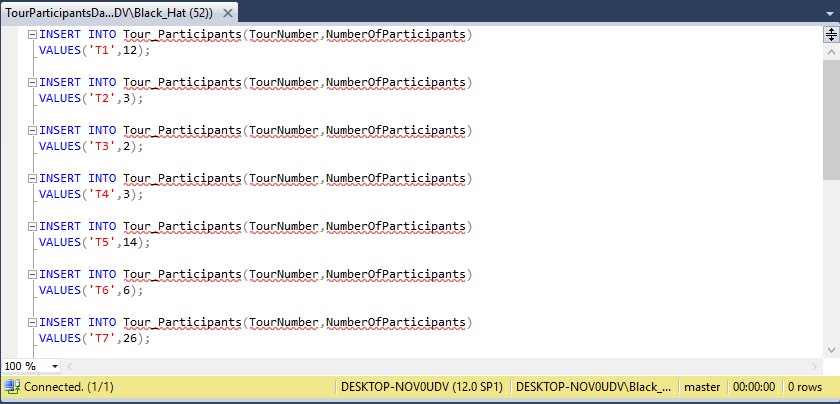 TourParticipantsDa...DV\Black_Hat (52))
INSERT INTO Tour_Participants(TourNumber,NumberOfParticipants)
VALUES('T1',12);
INSERT INTO Tour_Participants(TourNumber,NumberOfParticipants)
VALUES('T2',3);
INSERT INTO Tour_Participants(TourNumber,NumberOfParticipants)
VALUES('T3',2);
INSERT INTO Tour_Participants(TourNumber,NumberOfParticipants)
VALUES('T4',3);
INSERT INTO Tour_Participants(TourNumber,NumberOfParticipants)
VALUES('T5',14);
INSERT INTO Tour_Participants(TourNumber,NumberOfParticipants)
VALUES('T6',6);
INSERT INTO Tour_Participants(TourNumber,NumberOfParticipants)
VALUES('T7',26);
100 %
Connected. (1/1) DESKTOP-NOV0UDV (12.0 SP1) DESKTOP-NOV0UDV\Black_... master 00:00:00 0 rows